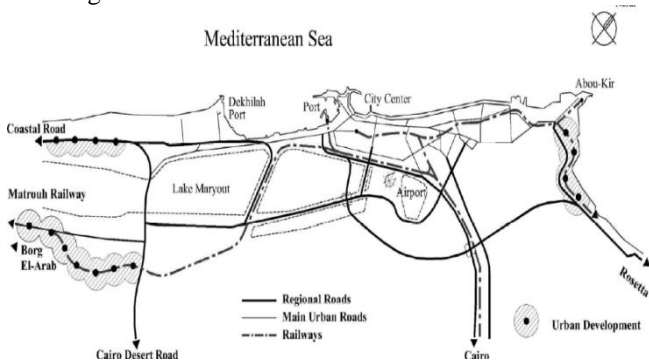 Mediterranean Sea
Abou-Kir
Dekhilah
Port
Port
City Center
Coastal Road
Lake Maryout
Airport
Matrouh Railway
Borg
El-Arab
Rosetta
Regional Roads
Main Urban Roads
Railways
Urban Development
Cairo Desert Road
Cairo